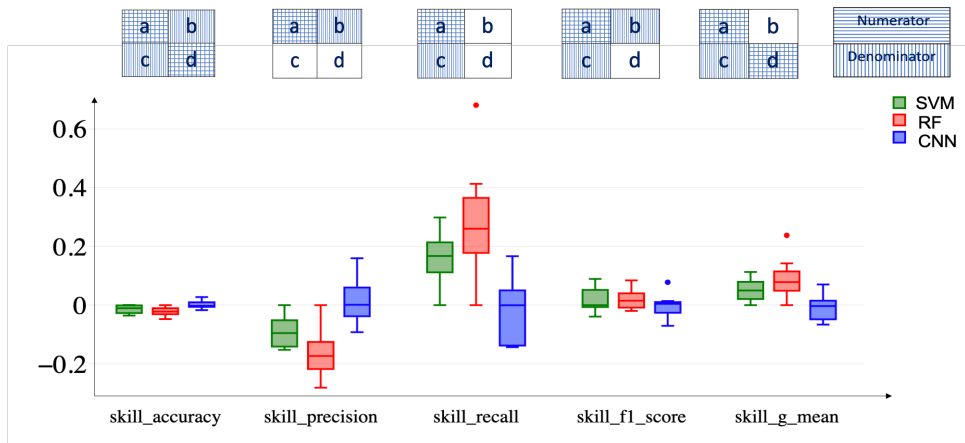 a b a b a b a b a b Numerator
c d c d c d c d c d Denominator
SVM
RF
CNN
0.6
0.4
0.2
0
−0.2
skill_accuracy skill_precision skill_recall skill_f1_score skill_g_mean